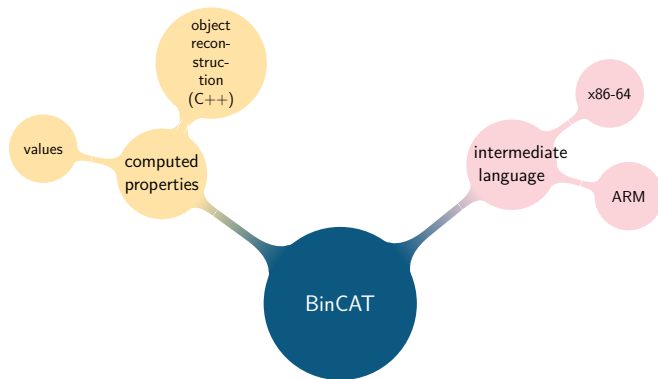 object
recon-
struc-
tion
(C++)
values
computed
properties
x86-64
intermediate
language
ARM
BinCAT